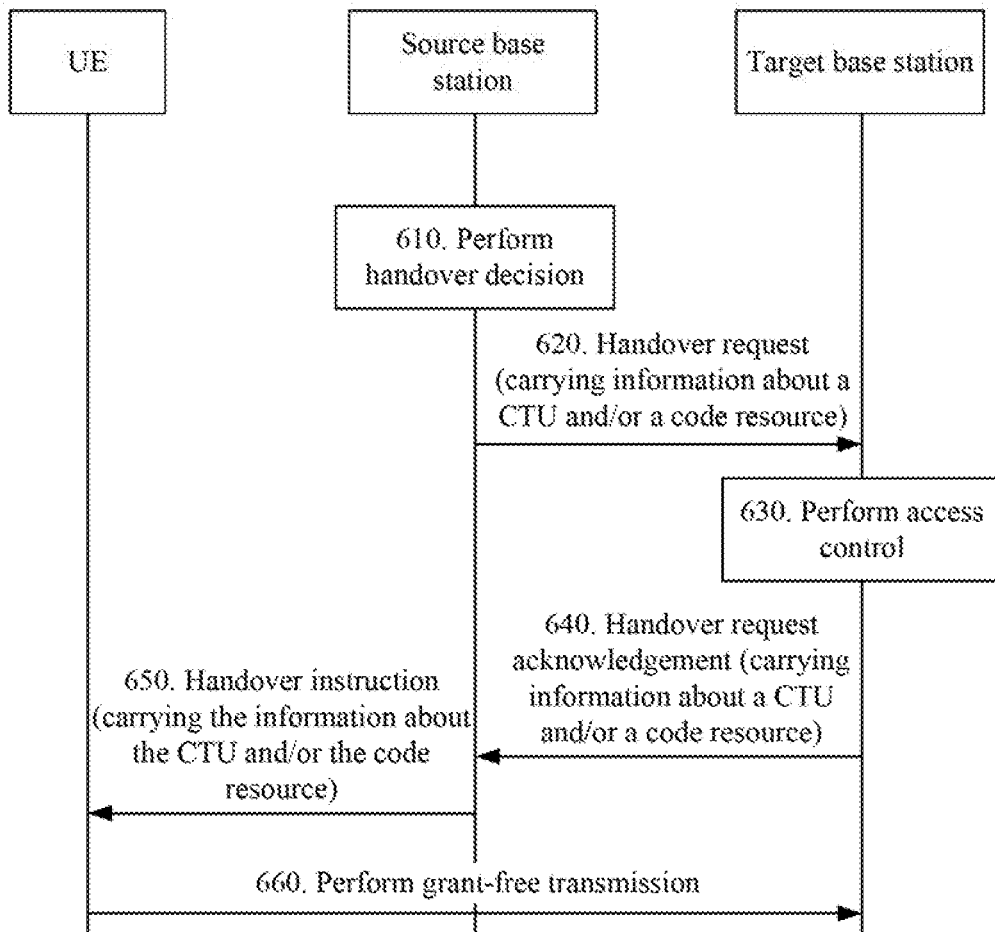 UE
Source base
station
Target base station
610. Perform
handover decision
620. Handover request
(carrying information about a
CTU and/or a code resource)
630. Perform access
control
640. Handover request
acknowledgement (carrying
information about a CTU
and/or a code resource)
650. Handover instruction
(carrying the information about
the CTU and/or the code
resource)
660. Perform grant-free transmission